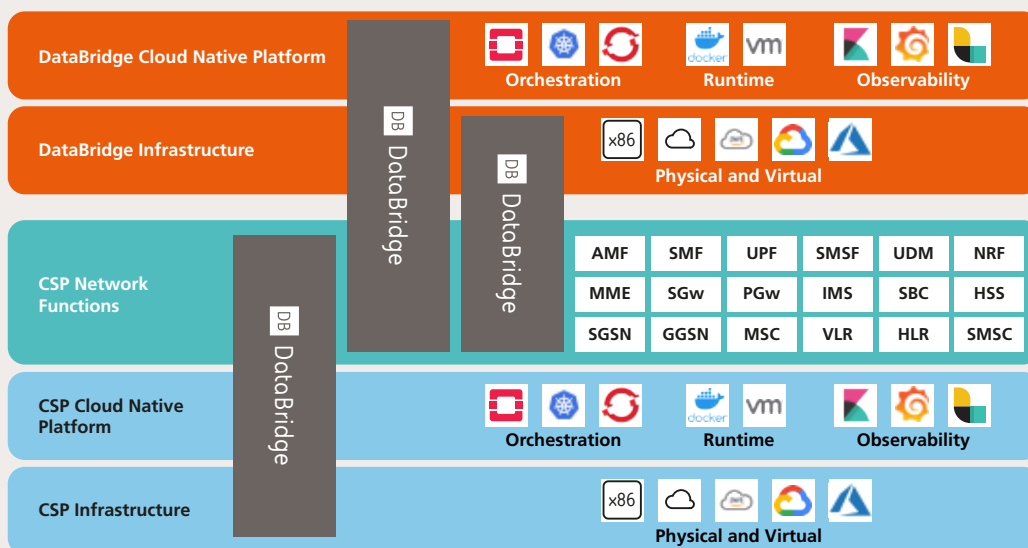 DataBridge Cloud Native Platform
docker
vm
Orchestration
Runtime
Observability
DataBridge Infrastructure
x86
aws
Physical and Virtual
DB DataBridge
DB DataBridge
DB DataBridge
CSP Network
Functions
AMF SMF UPF SMSF UDM NRF
MME SGw PGw IMS SBC HSS
SGSN GGSN MSC VLR HLR SMSC
CSP Cloud Native
Platform
docker
vm
Orchestration
Runtime
Observability
CSP Infrastructure
x86
aws
Physical and Virtual